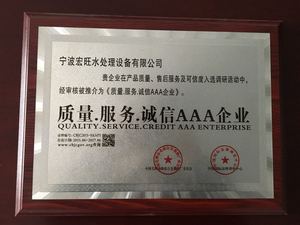 宁波宏旺水处理设备有限公司
贵企业在产品质量、售后服务及可信度入选调研活动中,
经审核被推介为《质量.服务.诚信AAA企业》。
质量.服务.诚信AAA企业
QUALITY.SERVICE.CREDIT AAA ENTERPRISE